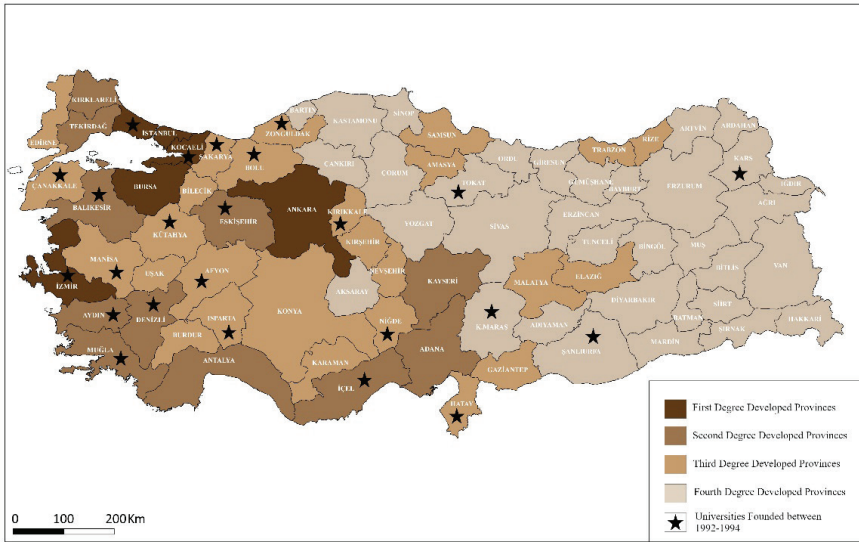 KIRKLARELİ
TEKİRDAĞ
EDİRNE
İSTANBUL
KOCAELİ
SAKARYA
ZONGULDAK
BARTIN
KASTAMONU
SİNOP
SAMSUN
ORDU
GİRESUN
TRABZON
RİZE
ARTVİN
ARDAHAN
KARS
IĞDIR
AĞRI
ÇANAKKALE
BALIKESİR
BURSA
BİLECİK
BOLU
ÇANKIRI
ÇORUM
AMASYA
TOKAT
GÜMÜŞHANE
BAYBURT
ERZURUM
ERZİNCAN
KÜTAHYA
ESKİŞEHİR
ANKARA
KIRIKKALE
KIRŞEHİR
YOZGAT
SİVAS
TUNCELİ
BİNGÖL
MUŞ
BİTLİS
VAN
MANİSA
UŞAK
AFYON
İZMİR
AYDIN
DENİZLİ
ISPARTA
BURDUR
KONYA
AKSARAY
NEVŞEHİR
NİĞDE
KAYSERİ
MALATYA
ELAZIĞ
DİYARBAKIR
BATMAN
SİİRT
ŞIRNAK
HAKKARİ
MARDİN
MUĞLA
ANTALYA
KARAMAN
İÇEL
ADANA
K.MARAŞ
ADIYAMAN
ŞANLIURFA
GAZİANTEP
HATAY
First Degree Developed Provinces
Second Degree Developed Provinces
Third Degree Developed Provinces
Fourth Degree Developed Provinces
Universities Founded between
1992-1994
0 100 200 Km